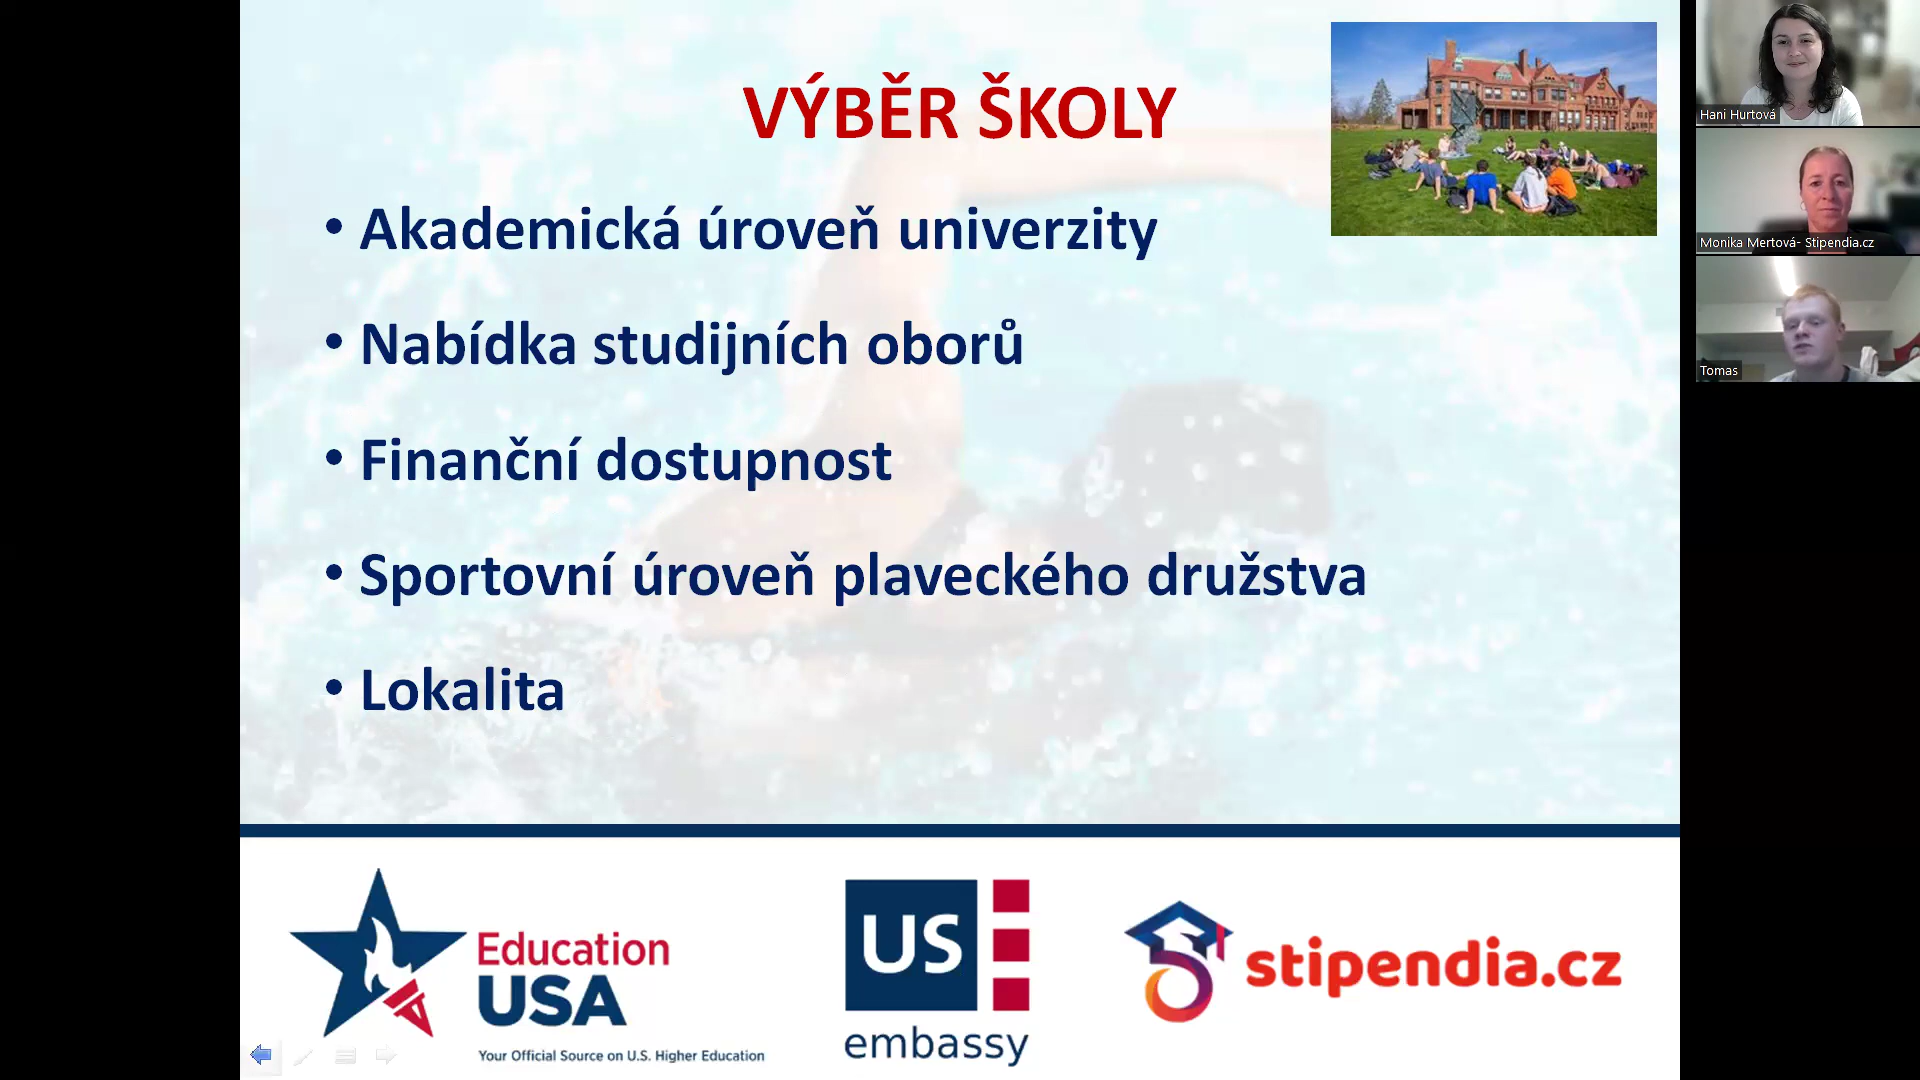 VÝBĚR ŠKOLY
• Akademická úroveň univerzity
• Nabídka studijních oborů
• Finanční dostupnost
• Sportovní úroveň plaveckého družstva
• Lokalita
Education
USA
Your Official Source on U.S. Higher Education
US
embassy
stipendia.cz
Hani Hurtová
Monika Mertová- Stipendia.cz
Tomas